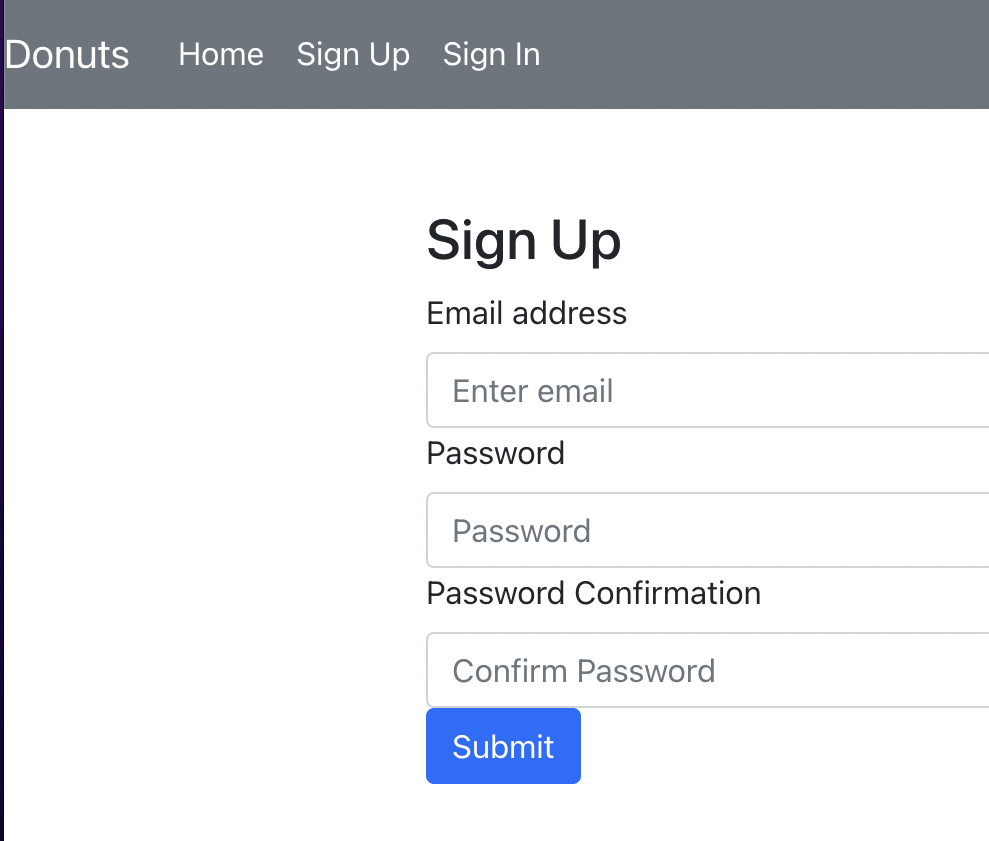 Donuts Home Sign Up Sign In
Sign Up
Email address
Enter email
Password
Password
Password Confirmation
Confirm Password
Submit